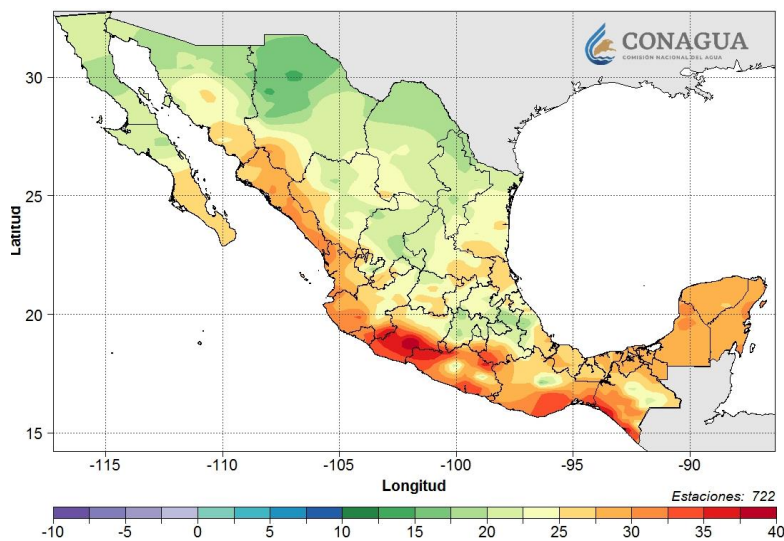 CONAGUA
COMISIÓN NACIONAL DEL AGUA
30
25
20
15
Latitud
-115 -110 -105 -100 -95 -90
Longitud
Estaciones: 722
-10 -5 0 5 10 15 20 25 30 35 40